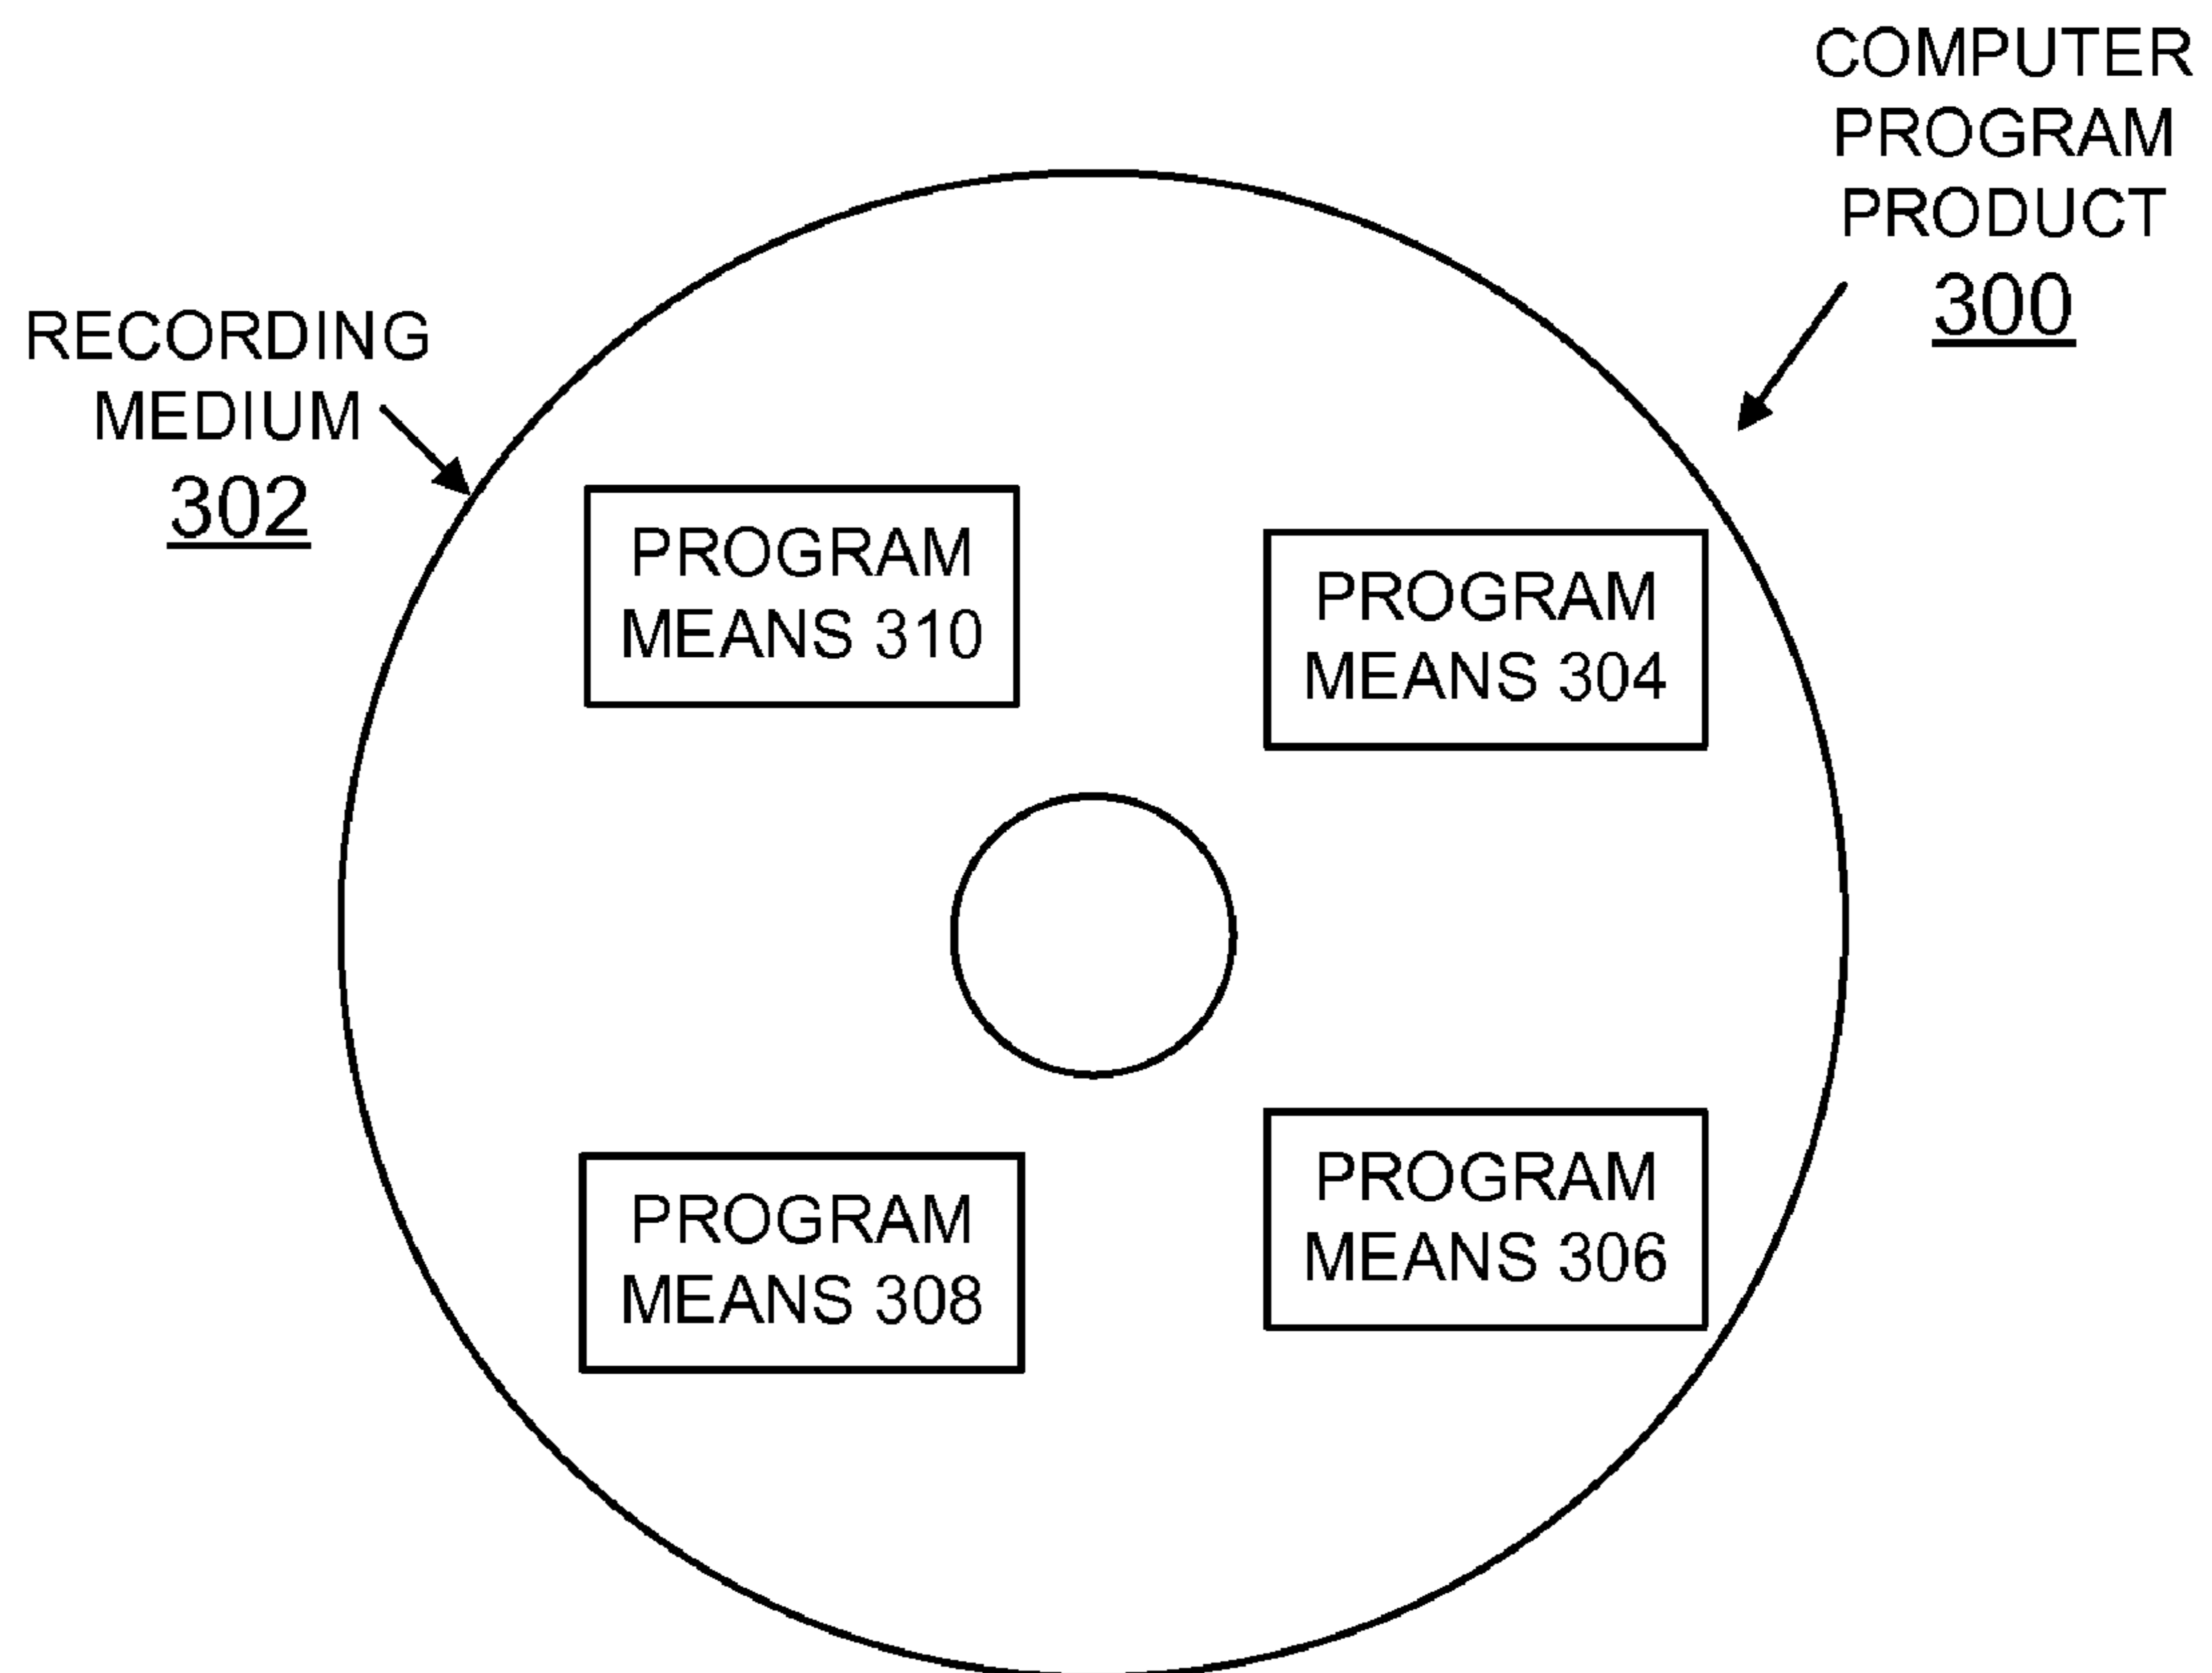 COMPUTER
PROGRAM
PRODUCT
300
RECORDING
MEDIUM
302
PROGRAM
MEANS 310
PROGRAM
MEANS 304
PROGRAM
MEANS 308
PROGRAM
MEANS 306